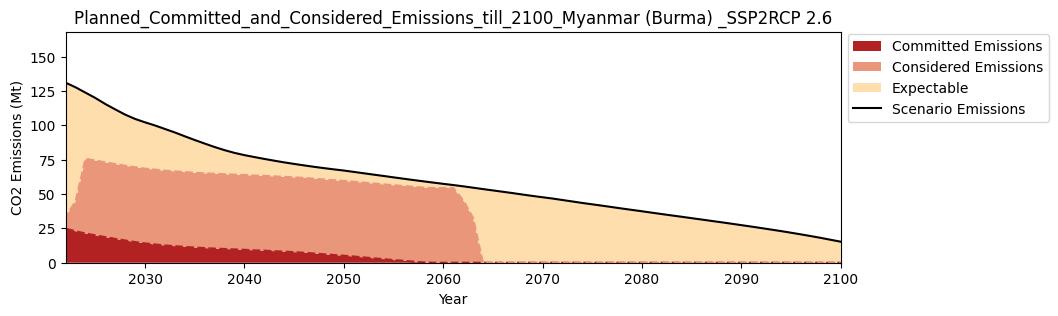 Planned_Committed_and_Considered_Emissions_till_2100_Myanmar (Burma) _SSP2RCP 2.6
CO2 Emissions (Mt)
150
125
100
75
50
25
0
2030 2040 2050 2060 2070 2080 2090 2100
Year
Committed Emissions
Considered Emissions
Expectable
Scenario Emissions